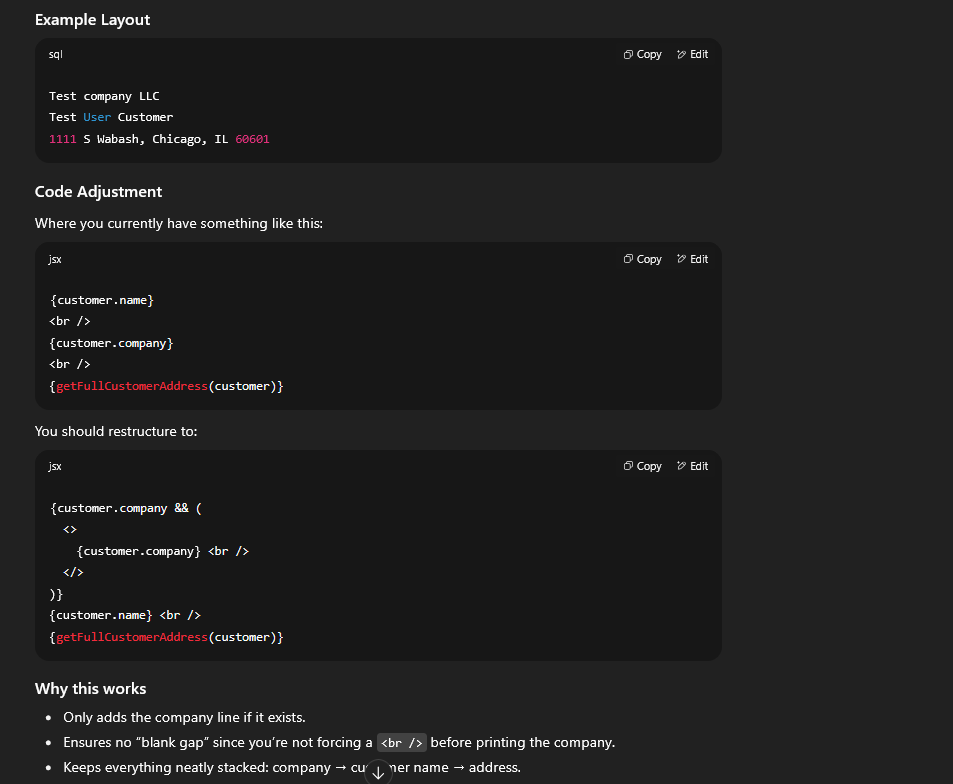 Example Layout
sql
Copy Edit
Test company LLC
Test User Customer
1111 S Wabash, Chicago, IL 60601
Code Adjustment
Where you currently have something like this:
jsx
Copy Edit
{customer.name}
<br />
{customer.company}
<br />
{getFullCustomerAddress(customer)}
You should restructure to:
jsx
Copy Edit
{customer.company && (
  <>
    {customer.company} <br />
  </>
)}
{customer.name} <br />
{getFullCustomerAddress(customer)}
Why this works
• Only adds the company line if it exists.
• Ensures no “blank gap” since you’re not forcing a <br /> before printing the company.
• Keeps everything neatly stacked: company → name → address.